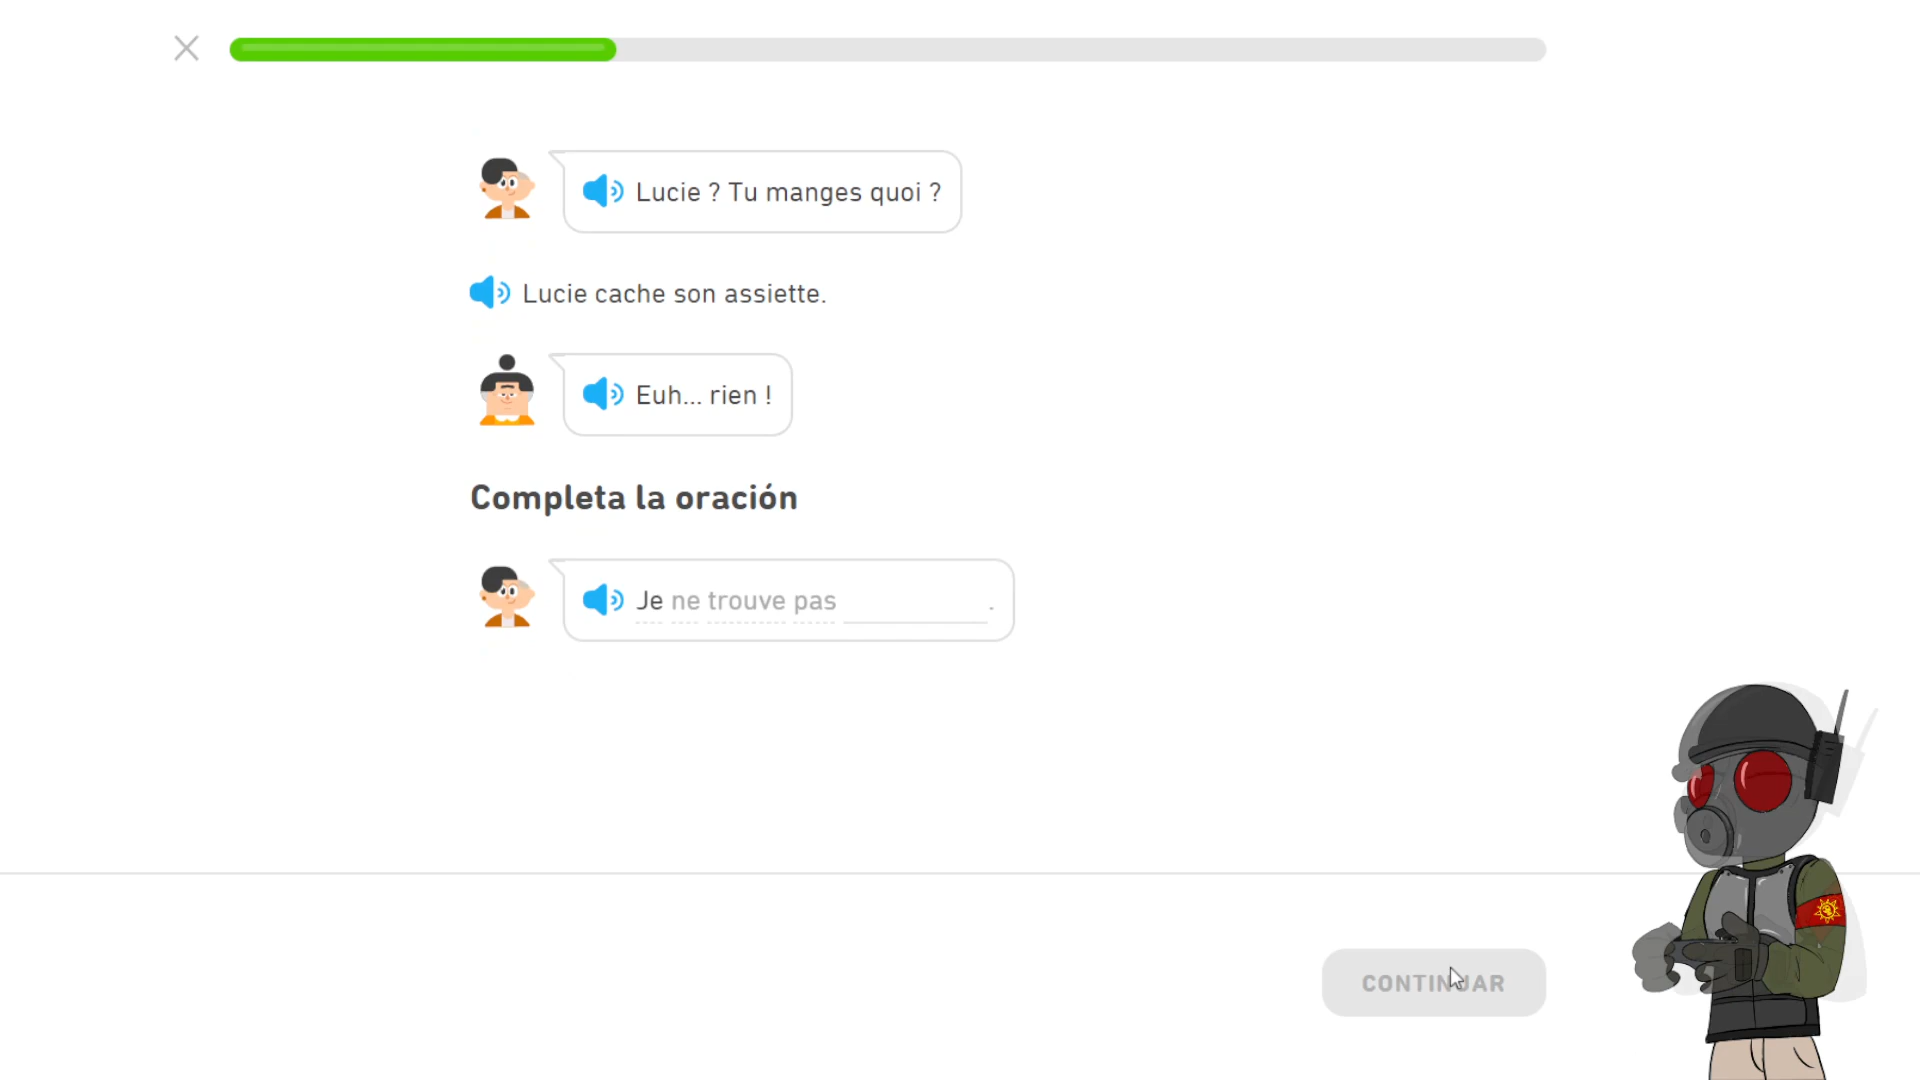 Lucie ? Tu manges quoi ?
Lucie cache son assiette.
Euh... rien !
Completa la oración
Je ne trouve pas .
CONTINUAR